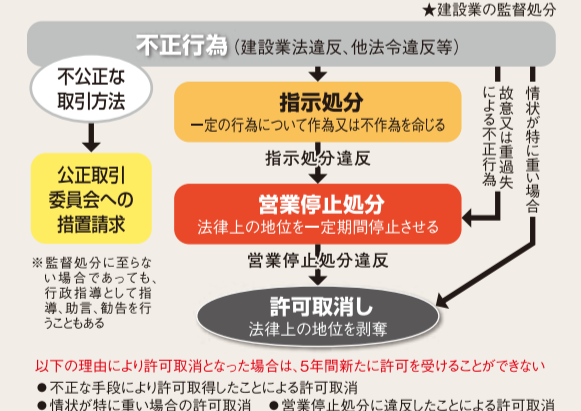 ★建設業の監督処分
不正行為（建設業法違反、他法令違反等）
不公正な
取引方法
公正取引
委員会への
措置請求
※監督処分に至らな
い場合であっても、
行政指導として指
導、助言、勧告を行
うこともある
指示処分
一定の行為について作為又は不作為を命じる
指示処分違反
営業停止処分
法律上の地位を一定期間停止させる
営業停止処分違反
許可取消し
法律上の地位を剥奪
故意又は重過失
による不正行為
情状が特に重い場合
以下の理由により許可取消となった場合は、5年間新たに許可を受けることができない
●不正な手段により許可取得したことによる許可取消
●情状が特に重い場合の許可取消　●営業停止処分に違反したことによる許可取消